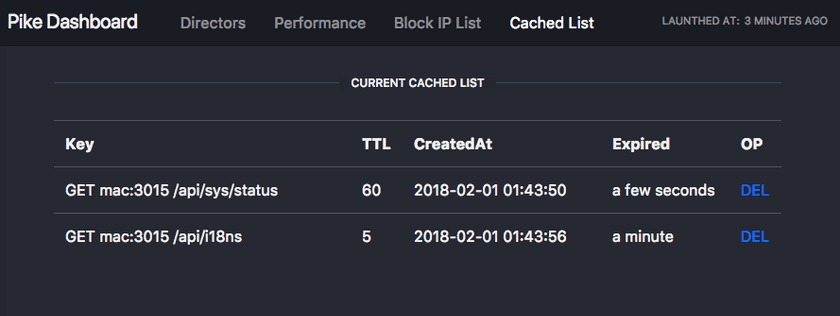 Pike Dashboard Directors Performance Block IP List Cached List LAUNTHED AT: 3 MINUTES AGO
CURRENT CACHED LIST
Key TTL CreatedAt Expired OP
GET mac:3015 /api/sys/status 60 2018-02-01 01:43:50 a few seconds DEL
GET mac:3015 /api/i18ns 5 2018-02-01 01:43:56 a minute DEL